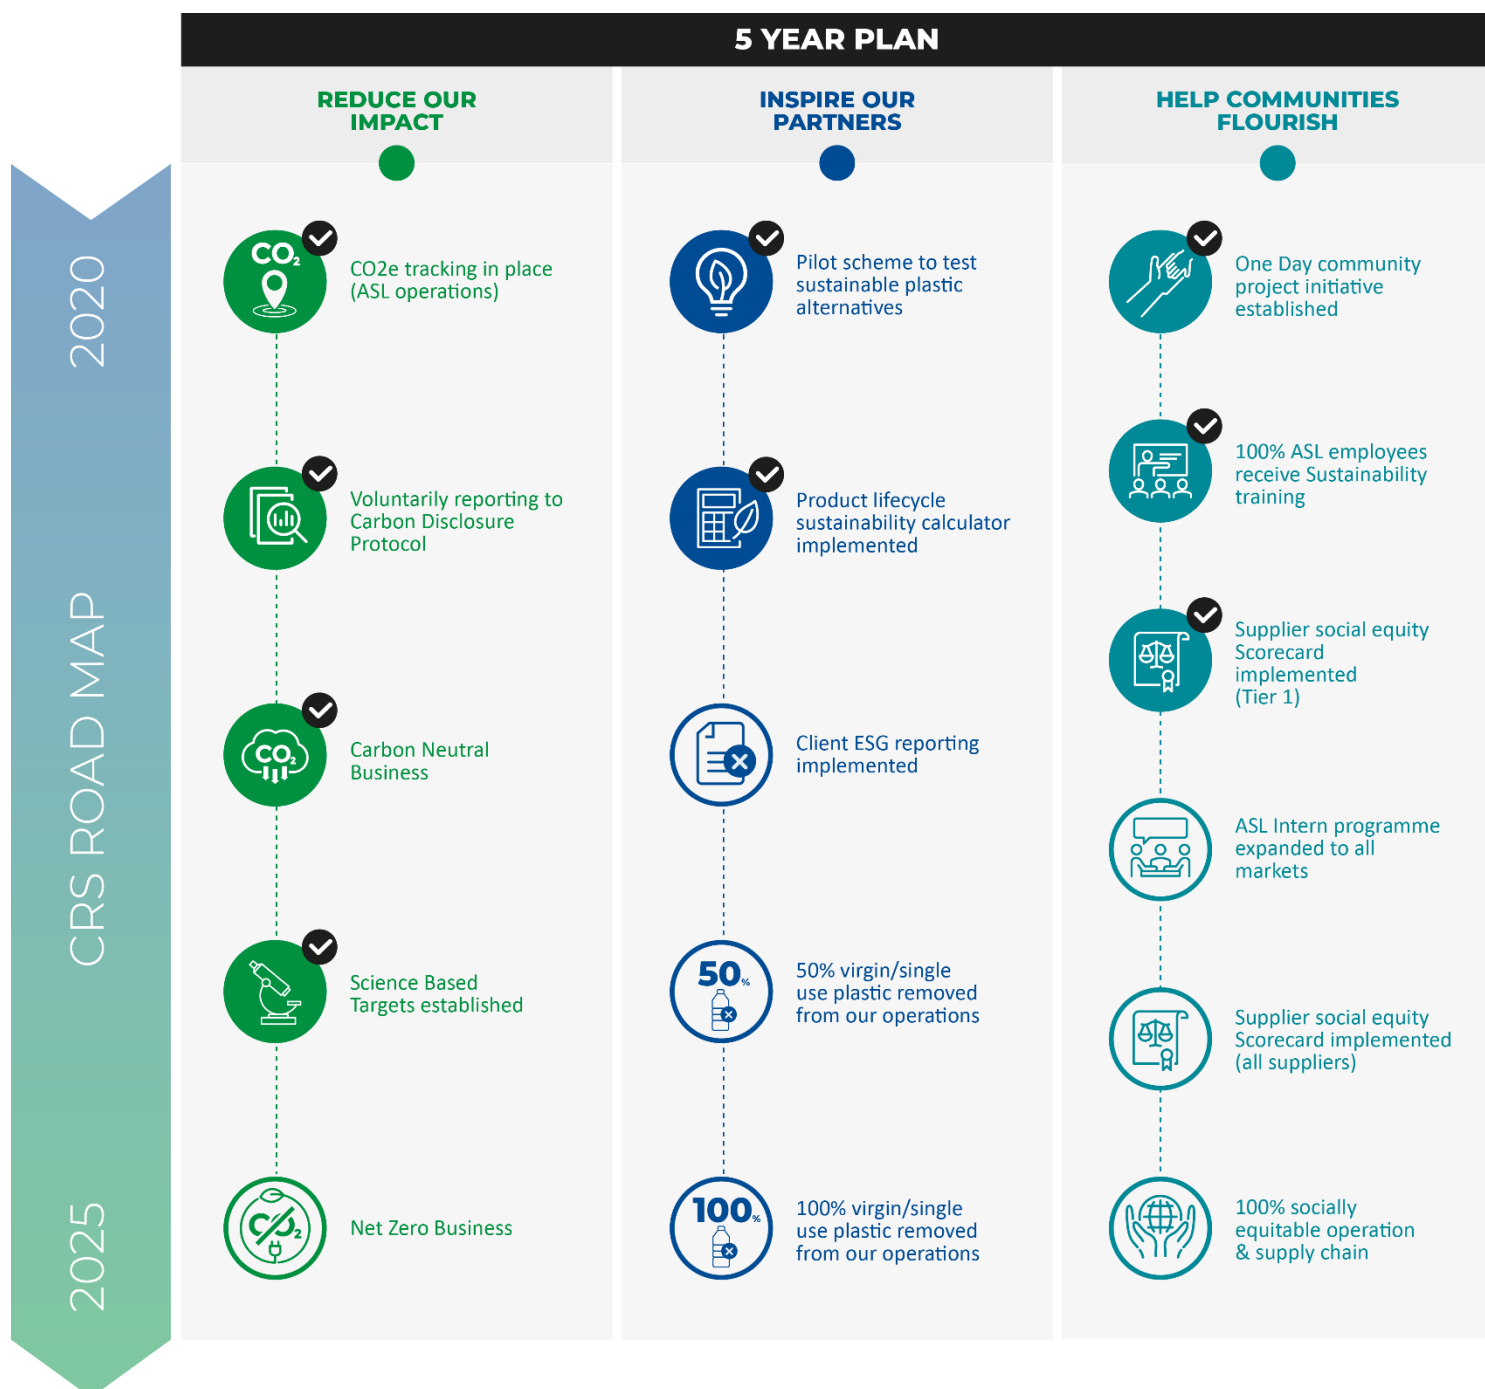 5 YEAR PLAN
REDUCE OUR
IMPACT
INSPIRE OUR
PARTNERS
HELP COMMUNITIES
FLOURISH
2020
CRS ROAD MAP
2025
CO2
CO2e tracking in place
(ASL operations)
Voluntarily reporting to
Carbon Disclosure
Protocol
CO2
Carbon Neutral
Business
Science Based
Targets established
CO2
Net Zero Business
Pilot scheme to test
sustainable plastic
alternatives
Product lifecycle
sustainability calculator
implemented
Client ESG reporting
implemented
50%
50% virgin/single
use plastic removed
from our operations
100%
100% virgin/single
use plastic removed
from our operations
One Day community
project initiative
established
100% ASL employees
receive Sustainability
training
Supplier social equity
Scorecard
implemented
(Tier 1)
ASL Intern programme
expanded to all
markets
Supplier social equity
Scorecard implemented
(all suppliers)
100% socially
equitable operation
& supply chain